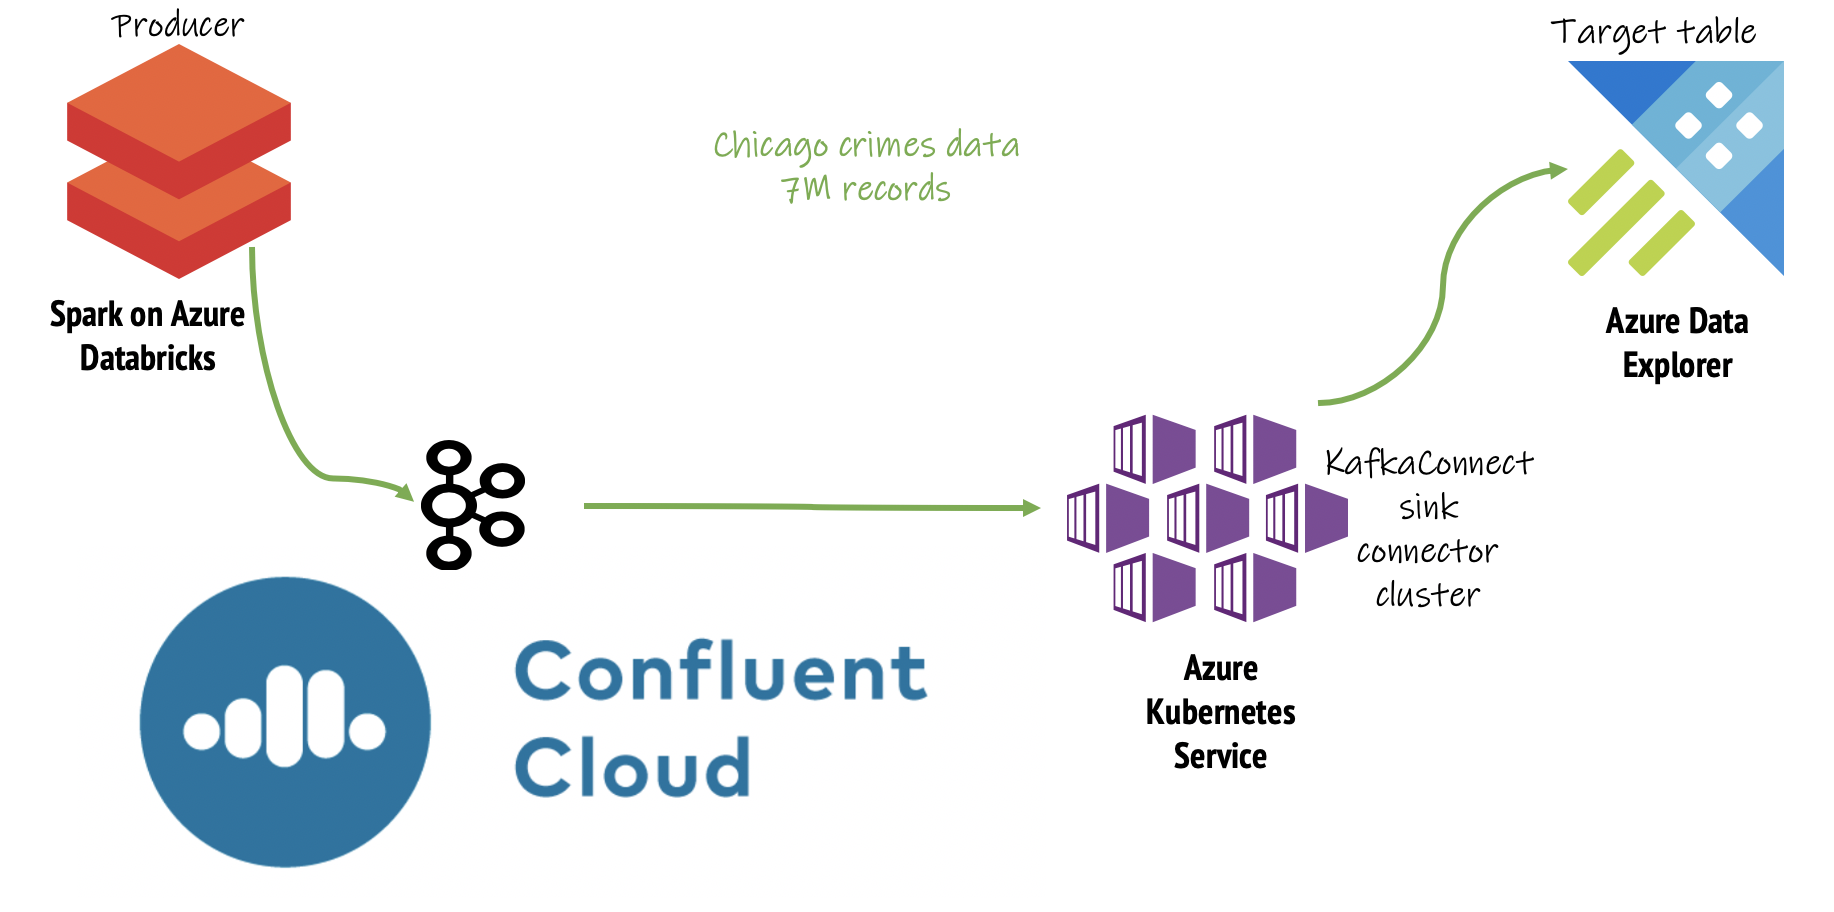 Producer
Spark on Azure
Databricks
Chicago crimes data
7M records
Confluent
Cloud
KafkaConnect
sink
connector
cluster
Azure
Kubernetes
Service
Target table
Azure Data
Explorer